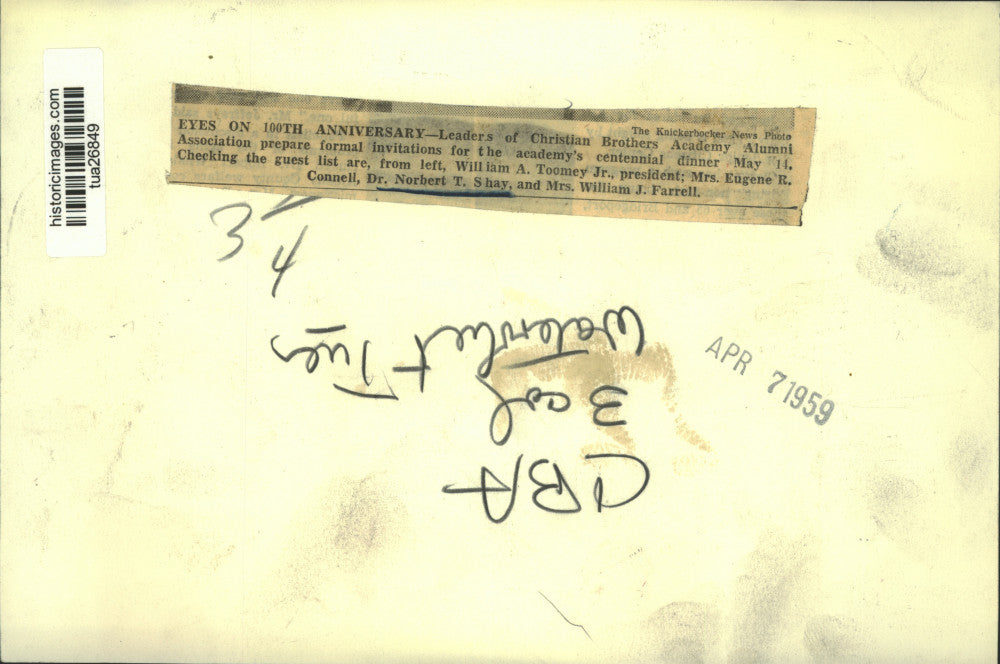 historicimages.com
tua26849
The Knickerbocker News Photo
EYES ON 100TH ANNIVERSARY—Leaders of Christian Brothers Academy Alumni
Association prepare formal invitations for the academy's centennial dinner May 14.
Checking the guest list are, from left, William A. Toomey Jr., president; Mrs. Eugene R.
Connell, Dr. Norbert T. Shay, and Mrs. William J. Farrell.
3
4
APR 7 1959
CBA
3 col
Watervliet Tues